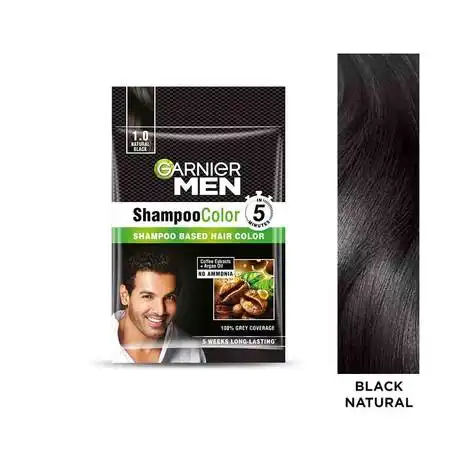 1.0
NATURAL
BLACK
GARNIER
MEN
ShampooColor
IN
5
MINUTES
SHAMPOO BASED HAIR COLOR
Coffee Extracts
+ Argan Oil
NO AMMONIA
100% GREY COVERAGE
5 WEEKS LONG-LASTING*
BLACK
NATURAL